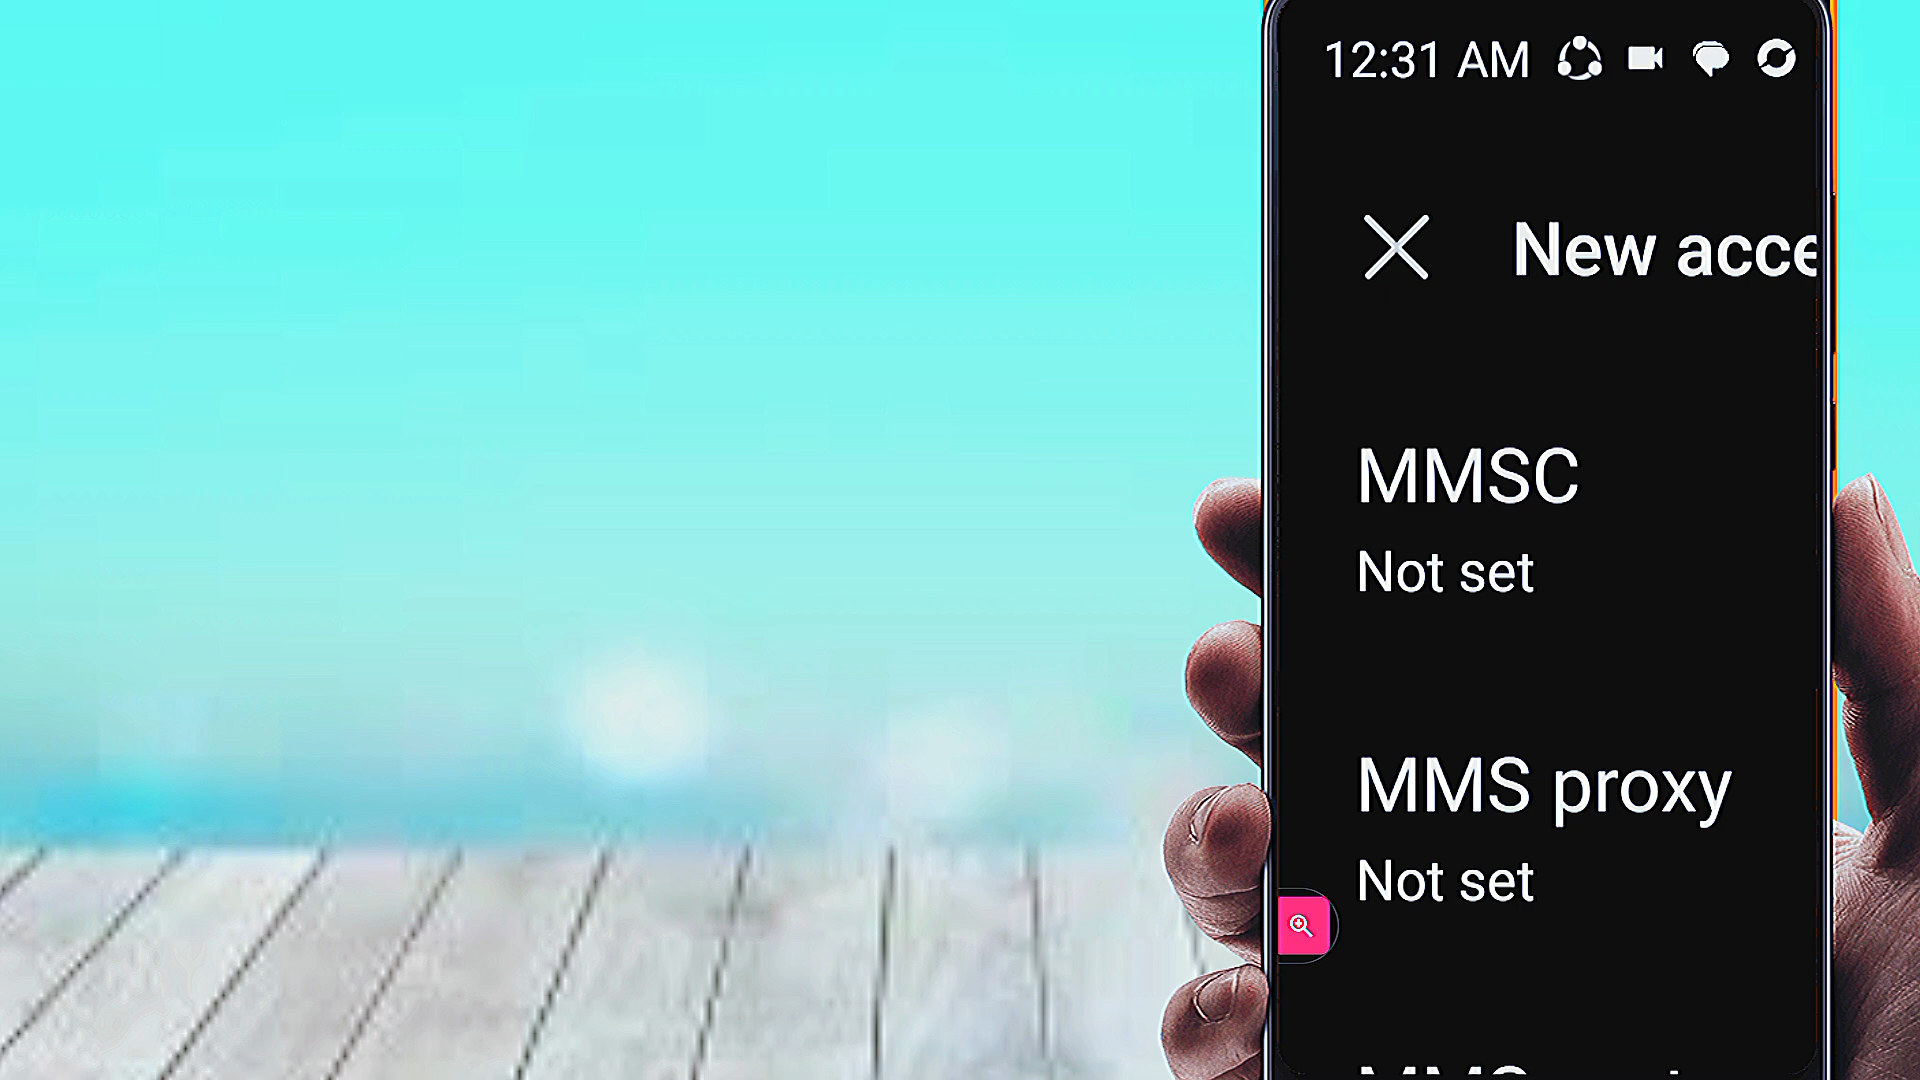 12:31 AM
New acce
MMSC
Not set
MMS proxy
Not set